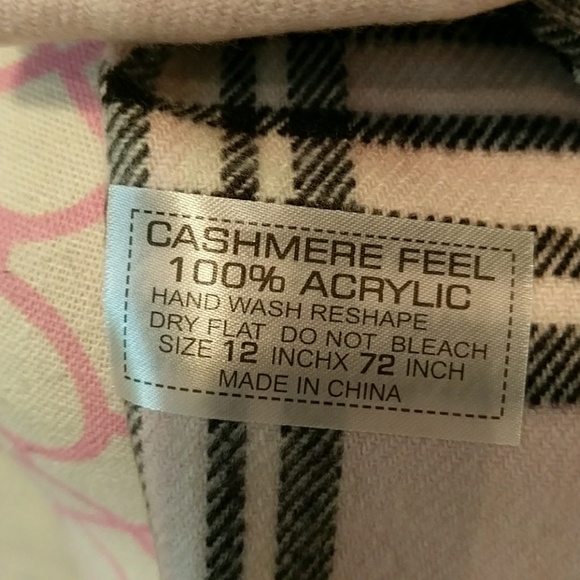 CASHMERE FEEL
100% ACRYLIC
HAND WASH RESHAPE
DRY FLAT DO NOT BLEACH
SIZE 12 INCHX 72 INCH
MADE IN CHINA